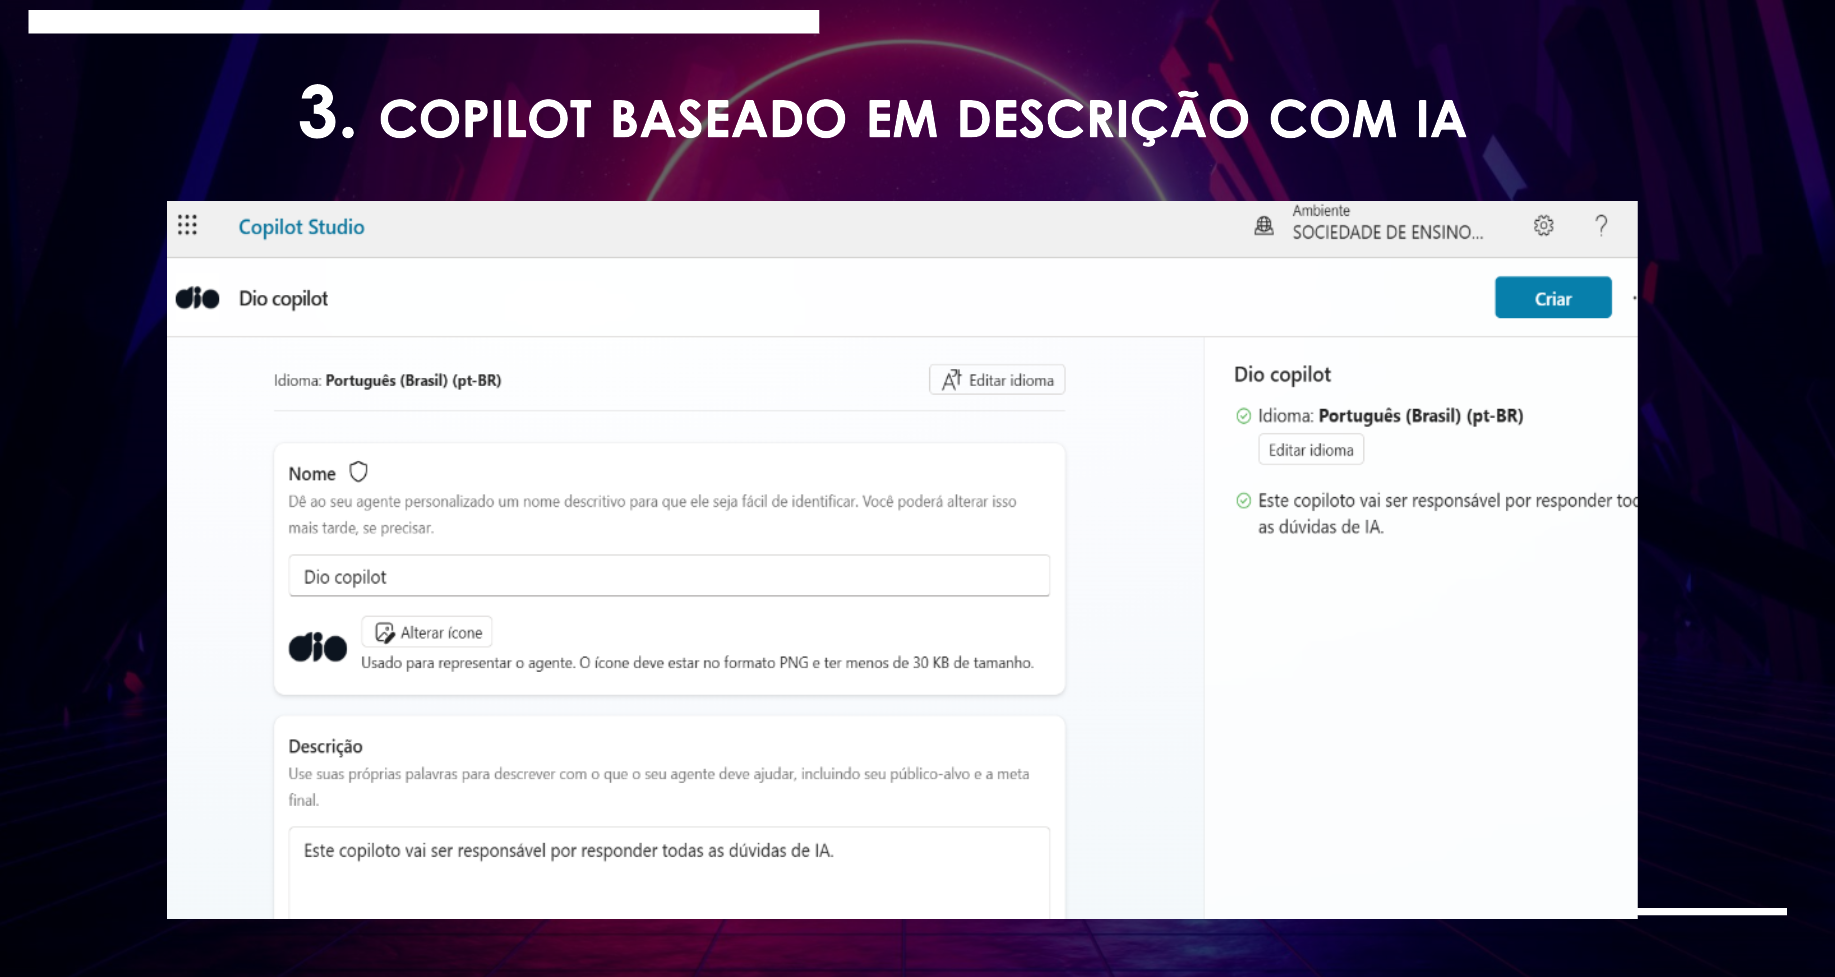 3. COPILOT BASEADO EM DESCRIÇÃO COM IA
Copilot Studio
Ambiente
SOCIEDADE DE ENSINO...
?
dio
Dio copilot
Criar
Idioma: Português (Brasil) (pt-BR)
Editar idioma
Nome
Dê ao seu agente personalizado um nome descritivo para que ele seja fácil de identificar. Você poderá alterar isso
mais tarde, se precisar.
Dio copilot
dio
Alterar ícone
Usado para representar o agente. O ícone deve estar no formato PNG e ter menos de 30 KB de tamanho.
Descrição
Use suas próprias palavras para descrever com o que o seu agente deve ajudar, incluindo seu público-alvo e a meta
final.
Este copiloto vai ser responsável por responder todas as dúvidas de IA.
Dio copilot
Idioma: Português (Brasil) (pt-BR)
Editar idioma
Este copiloto vai ser responsável por responder
as dúvidas de IA.